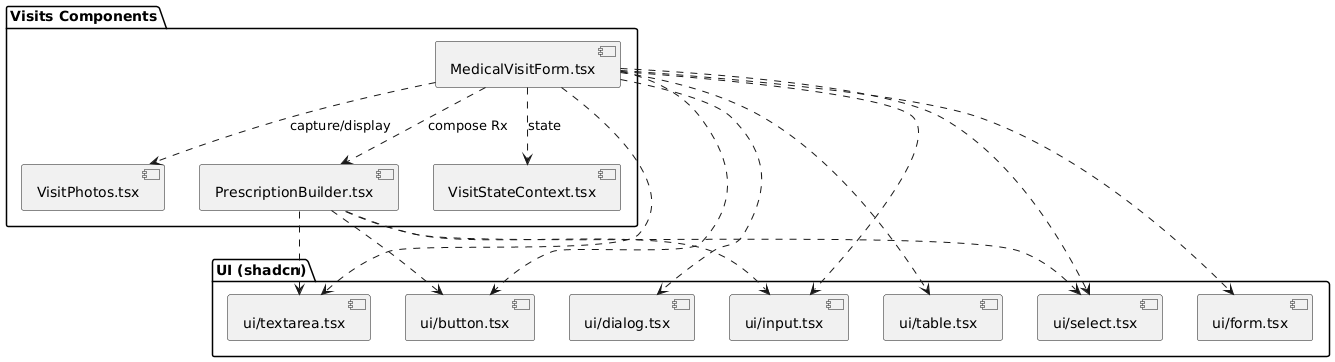 Visits Components
MedicalVisitForm.tsx
capture/display
compose Rx
state
VisitPhotos.tsx
PrescriptionBuilder.tsx
VisitStateContext.tsx
UI (shadcn)
ui/textarea.tsx
ui/button.tsx
ui/dialog.tsx
ui/input.tsx
ui/table.tsx
ui/select.tsx
ui/form.tsx